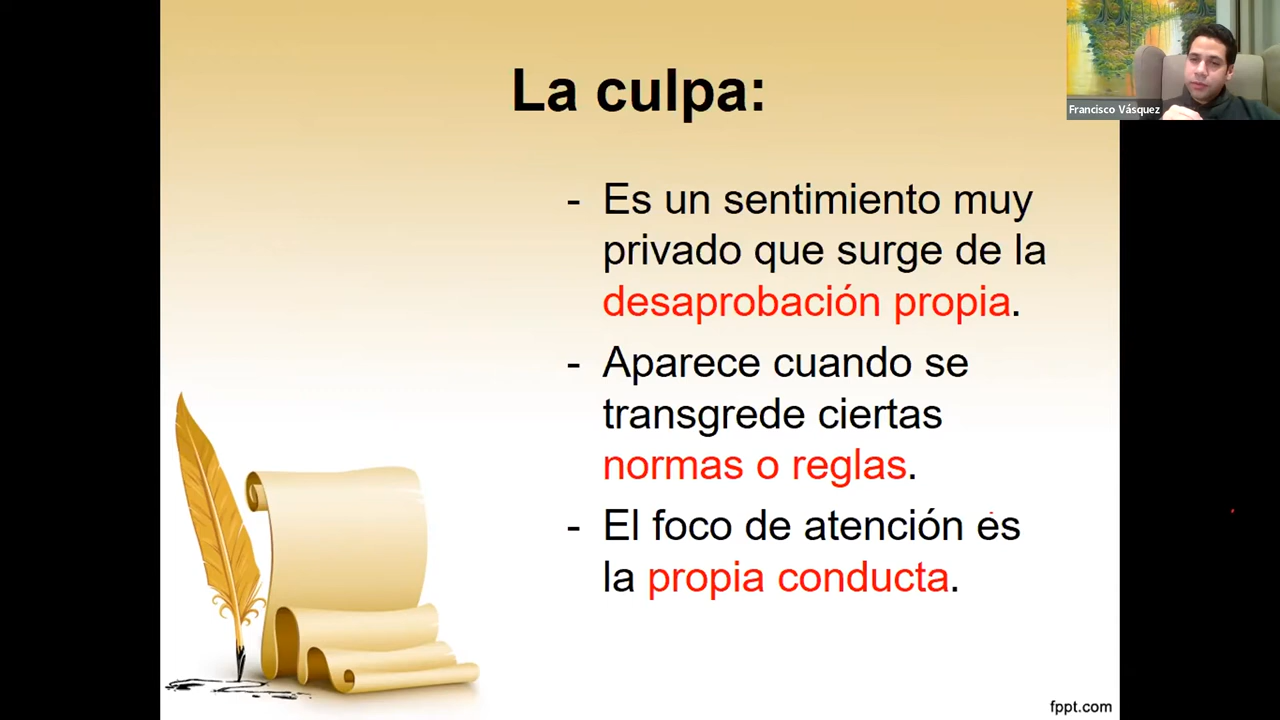 La culpa:
Francisco Vásquez
- Es un sentimiento muy
privado que surge de la
desaprobación propia.
- Aparece cuando se
transgrede ciertas
normas o reglas.
- El foco de atención es
la propia conducta.
fppt.com